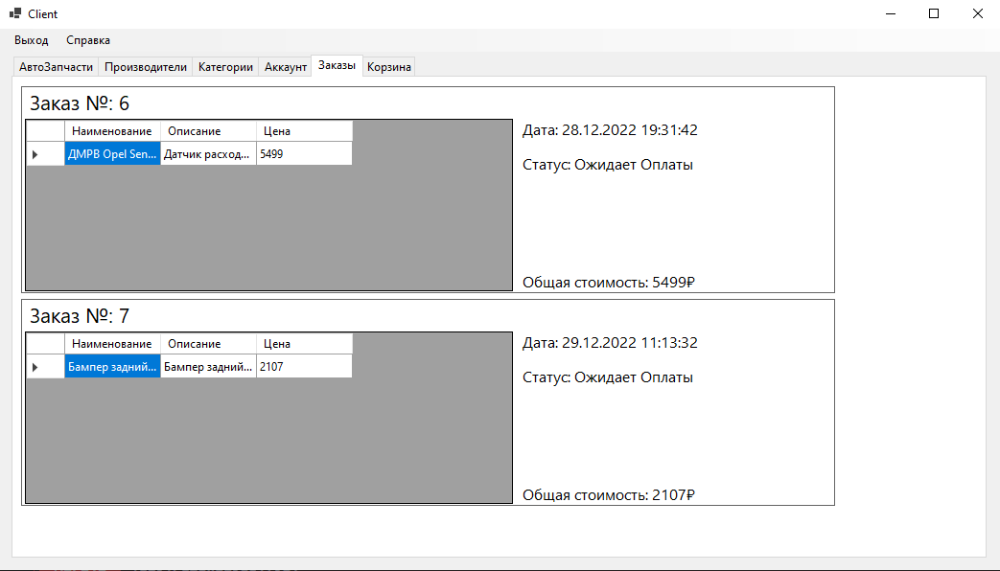 Client
Выход Справка
АвтоЗапчасти Производители Категории Аккаунт Заказы Корзина
Заказ №: 6
Наименование Описание Цена
ДМРВ Opel Sen... Датчик расход... 5499
Дата: 28.12.2022 19:31:42
Статус: Ожидает Оплаты
Общая стоимость: 5499₽
Заказ №: 7
Наименование Описание Цена
Бампер задний... Бампер задний... 2107
Дата: 29.12.2022 11:13:32
Статус: Ожидает Оплаты
Общая стоимость: 2107₽